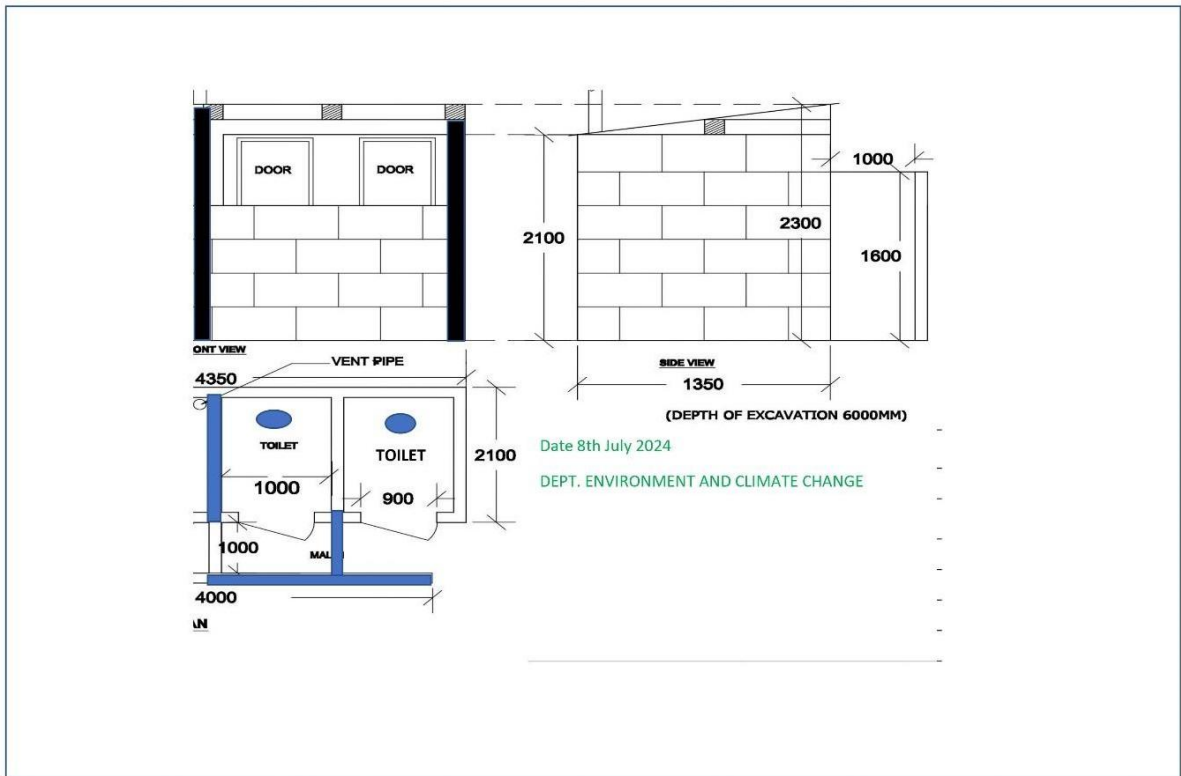 DOOR
DOOR
1000
2100
2300
1600
ONT VIEW
VENT PIPE
SIDE VIEW
4350
1350
(DEPTH OF EXCAVATION 6000MM)
TOILET
TOILET
2100
Date 8th July 2024
1000
900
DEPT. ENVIRONMENT AND CLIMATE CHANGE
1000
4000